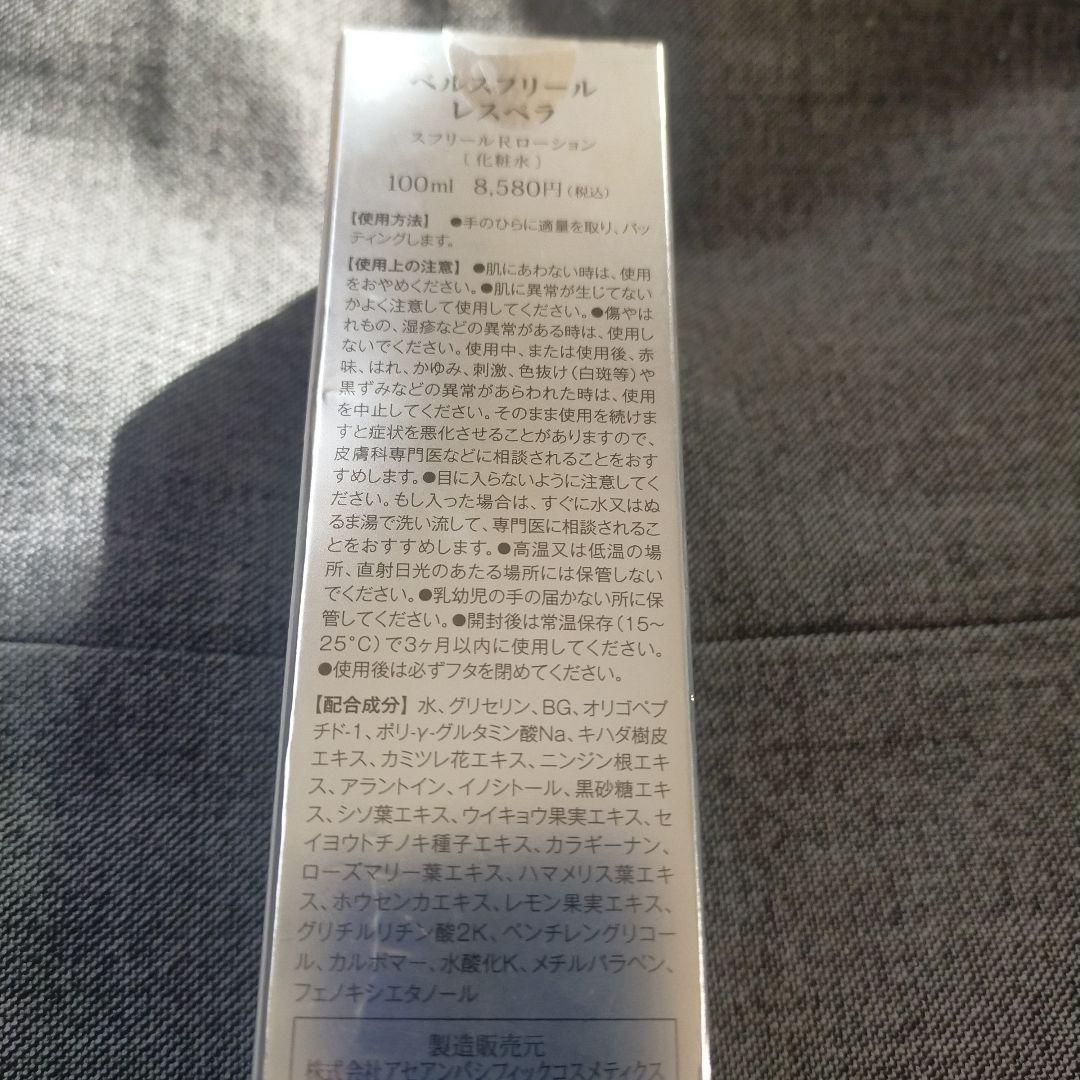 ベルスフリール
レスペラ
スフリールRローション
〔化粧水〕
100ml 8,580円(税込)
【使用方法】 ●手のひらに適量を取り、パッ
ティングします。
【使用上の注意】 ●肌にあわない時は、使用
をおやめください。●肌に異常が生じてない
かよく注意して使用してください。●傷やは
れもの、湿疹などの異常がある時は、使用し
ないでください。使用中、または使用後、赤
味、はれ、かゆみ、刺激、色抜け(白斑等)や
黒ずみなどの異常があらわれた時は、使用
を中止してください。そのまま使用を続けま
すと症状を悪化させることがありますので、
皮膚科専門医などに相談されることをおす
すめします。●目に入らないように注意してく
ださい。もし入った場合は、すぐに水又はぬ
るま湯で洗い流して、専門医に相談されるこ
とをおすすめします。●高温又は低温の場
所、直射日光のあたる場所には保管しない
でください。●乳幼児の手の届かない所に保
管してください。●開封後は常温保存(15～
25°C)で3ヶ月以内に使用してください。
●使用後は必ずフタを閉めてください。
【配合成分】水、グリセリン、BG、オリゴペプ
チド-1、ポリ-γ-グルタミン酸Na、キハダ樹皮
エキス、カミツレ花エキス、ニンジン根エキ
ス、アラントイン、イノシトール、黒砂糖エキ
ス、シソ葉エキス、ウイキョウ果実エキス、セ
イヨウトチノキ種子エキス、カラギーナン、
ローズマリー葉エキス、ハマメリス葉エキ
ス、ホウセンカエキス、レモン果実エキス、
グリチルリチン酸2K、ペンチレングリコー
ル、カルボマー、水酸化K、メチルパラベン、
フェノキシエタノール
製造販売元
株式会社アセアンパシフィックコスメティクス